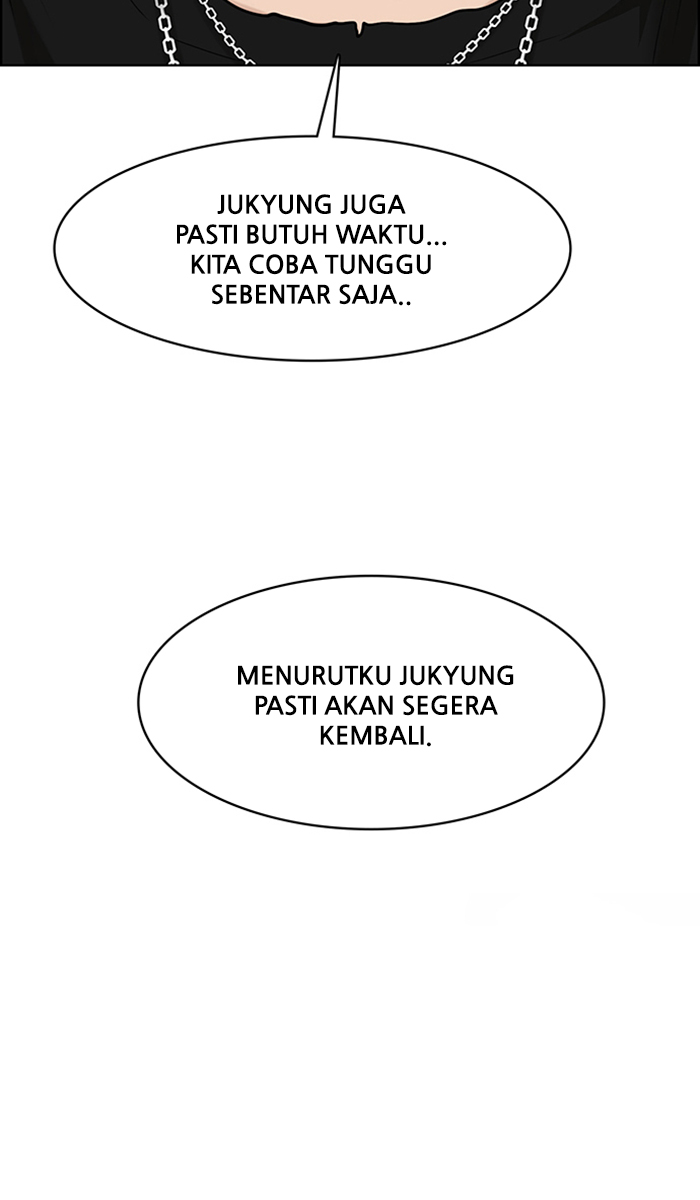 JUKYUNG JUGA
PASTI BUTUH WAKTU...
KITA COBA TUNGGU
SEBENTAR SAJA..
MENURUTKU JUKYUNG
PASTI AKAN SEGERA
KEMBALI.